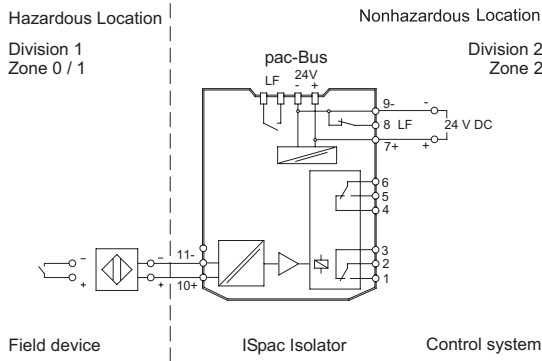 Hazardous Location
Nonhazardous Location
Division 1
Zone 0 / 1
Division 2
Zone 2
pac-Bus
LF
24V
- +
9-
-
8 LF
24 V DC
7+
+
6
5
4
3
2
1
11-
10+
- -
+ +
Field device
ISpac Isolator
Control system